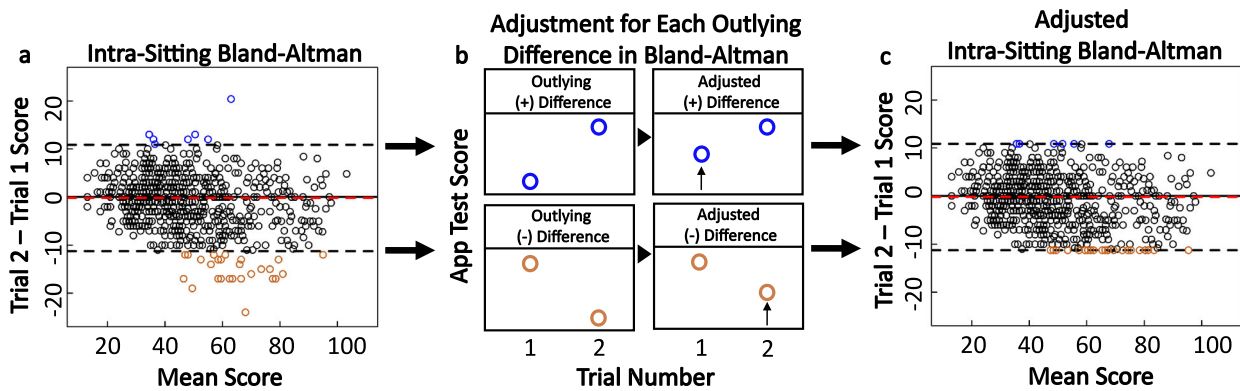 a
Intra-Sitting Bland-Altman
Trial 2 – Trial 1 Score
20
10
0
-10
-20
20 40 60 80 100
Mean Score
b
Adjustment for Each Outlying
Difference in Bland-Altman
App Test Score
Outlying
(+) Difference
Adjusted
(+) Difference
Outlying
(-) Difference
Adjusted
(-) Difference
1 2 1 2
Trial Number
c
Adjusted
Intra-Sitting Bland-Altman
Trial 2 – Trial 1 Score
20
10
0
-10
-20
20 40 60 80 100
Mean Score